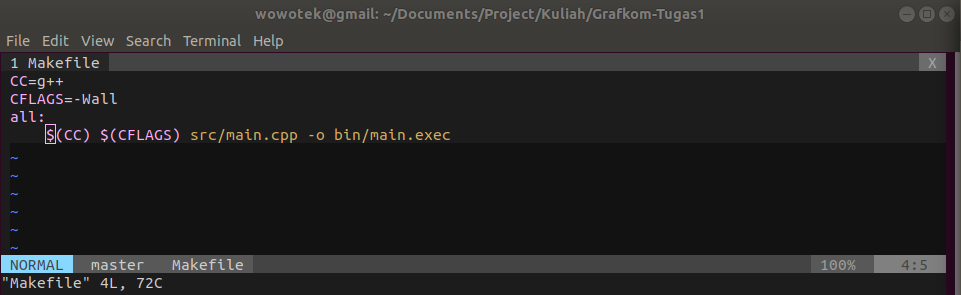 wowotek@gmail: ~/Documents/Project/Kuliah/Grafkom-Tugas1
File Edit View Search Terminal Help
1 Makefile X
CC=g++
CFLAGS=-Wall
all:
    $(CC) $(CFLAGS) src/main.cpp -o bin/main.exec
~
~
~
~
~
~
NORMAL master Makefile 100% 4:5
"Makefile" 4L, 72C